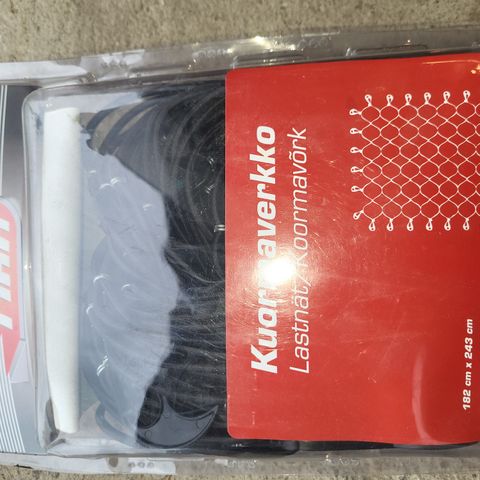 Kuormaverkko
Lastnät / Koormavõrk
182 cm x 243 cm